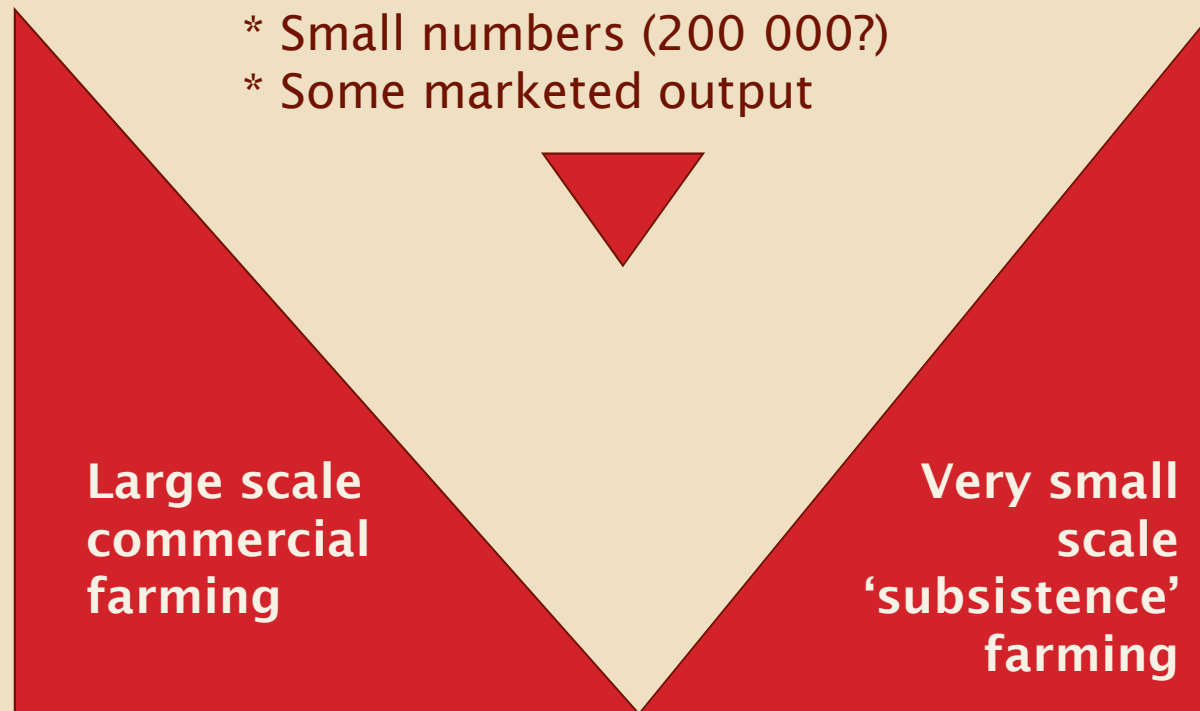 * Small numbers (200 000?)
* Some marketed output
Large scale
commercial
farming
Very small
scale
‘subsistence’
farming